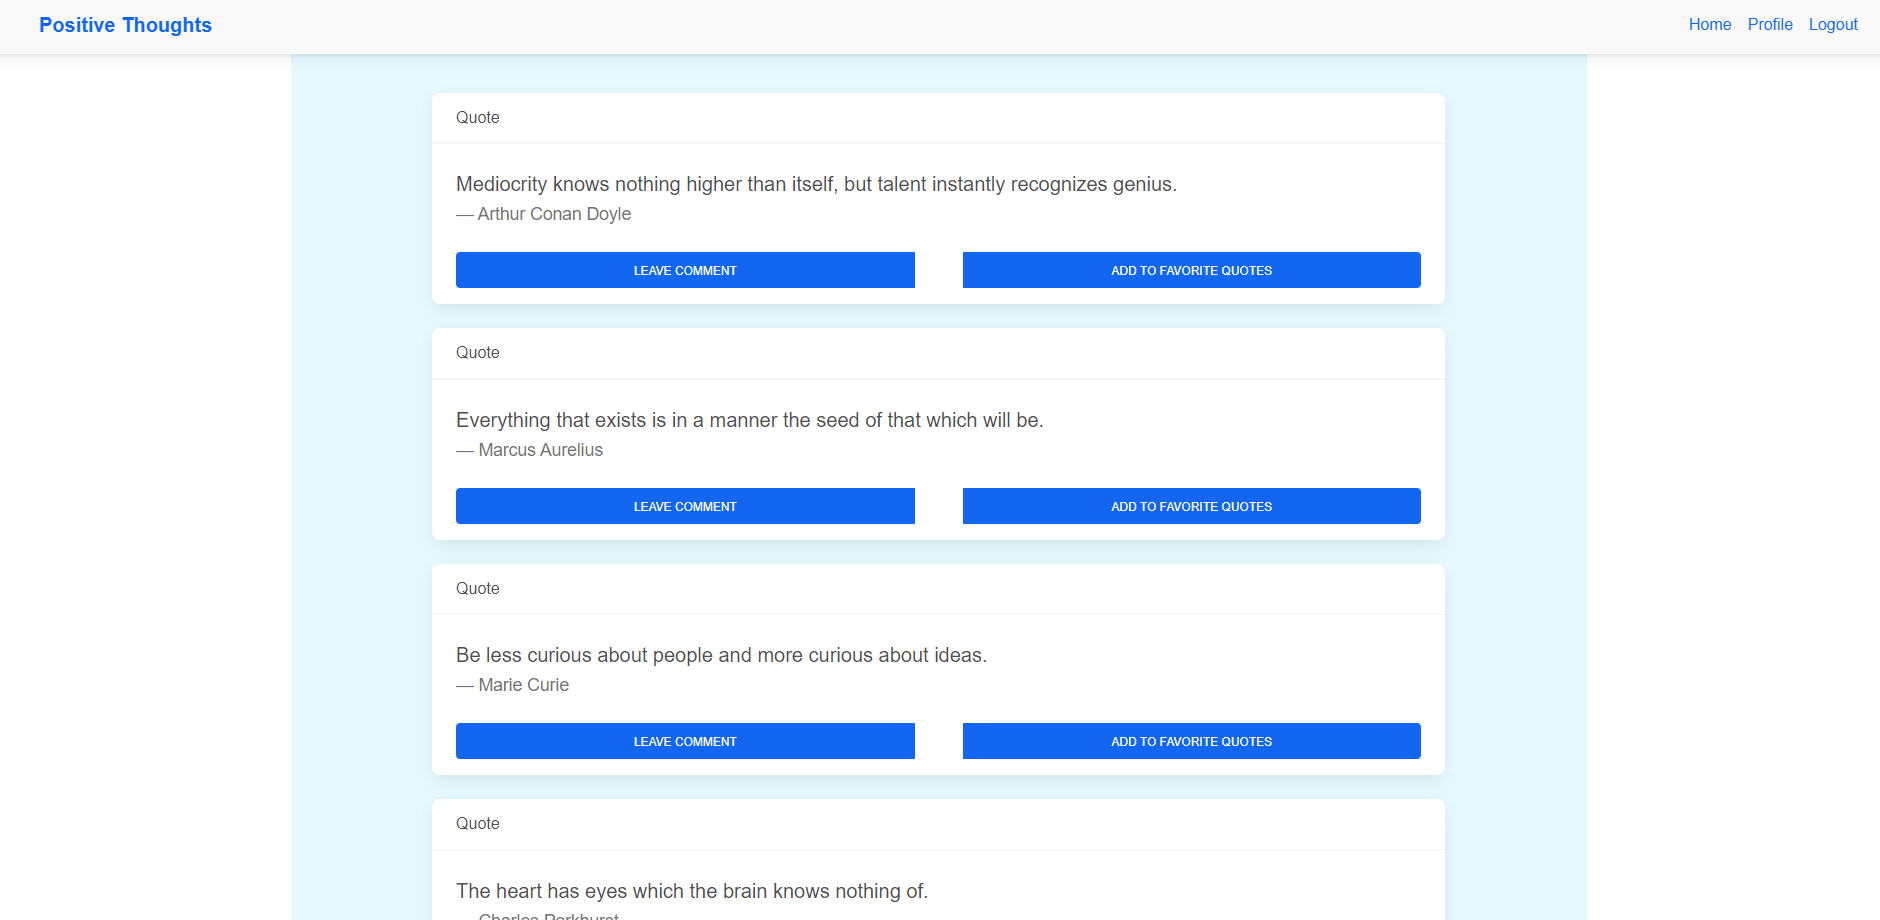 Positive Thoughts
Home Profile Logout
Quote
Mediocrity knows nothing higher than itself, but talent instantly recognizes genius.
— Arthur Conan Doyle
LEAVE COMMENT ADD TO FAVORITE QUOTES
Quote
Everything that exists is in a manner the seed of that which will be.
— Marcus Aurelius
LEAVE COMMENT ADD TO FAVORITE QUOTES
Quote
Be less curious about people and more curious about ideas.
— Marie Curie
LEAVE COMMENT ADD TO FAVORITE QUOTES
Quote
The heart has eyes which the brain knows nothing of.
— Charles Parkhurst